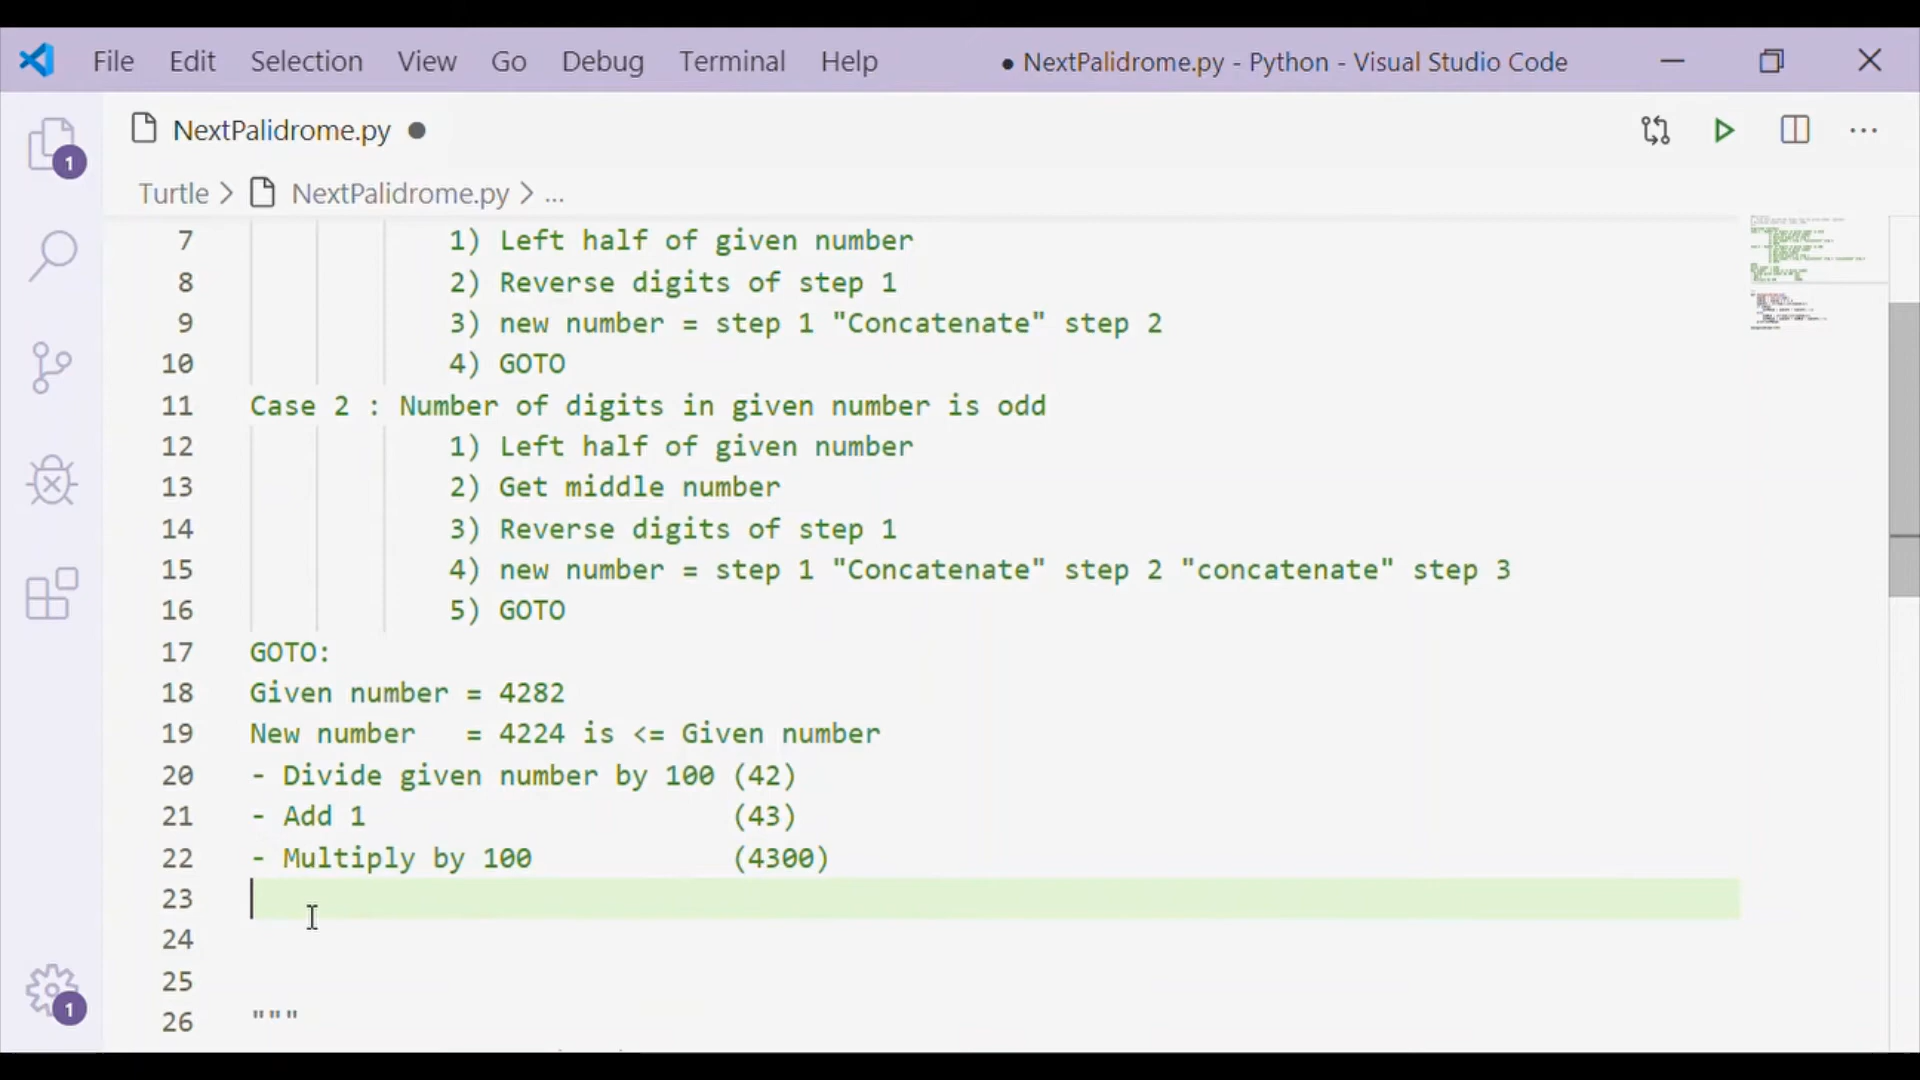 File Edit Selection View Go Debug Terminal Help ● NextPalidrome.py - Python - Visual Studio Code
NextPalidrome.py ●
Turtle > NextPalidrome.py > ...
7 1) Left half of given number
8 2) Reverse digits of step 1
9 3) new number = step 1 "Concatenate" step 2
10 4) GOTO
11 Case 2 : Number of digits in given number is odd
12 1) Left half of given number
13 2) Get middle number
14 3) Reverse digits of step 1
15 4) new number = step 1 "Concatenate" step 2 "concatenate" step 3
16 5) GOTO
17 GOTO:
18 Given number = 4282
19 New number   = 4224 is <= Given number
20 - Divide given number by 100 (42)
21 - Add 1                      (43)
22 - Multiply by 100            (4300)
23
24
25
26 """
1
1